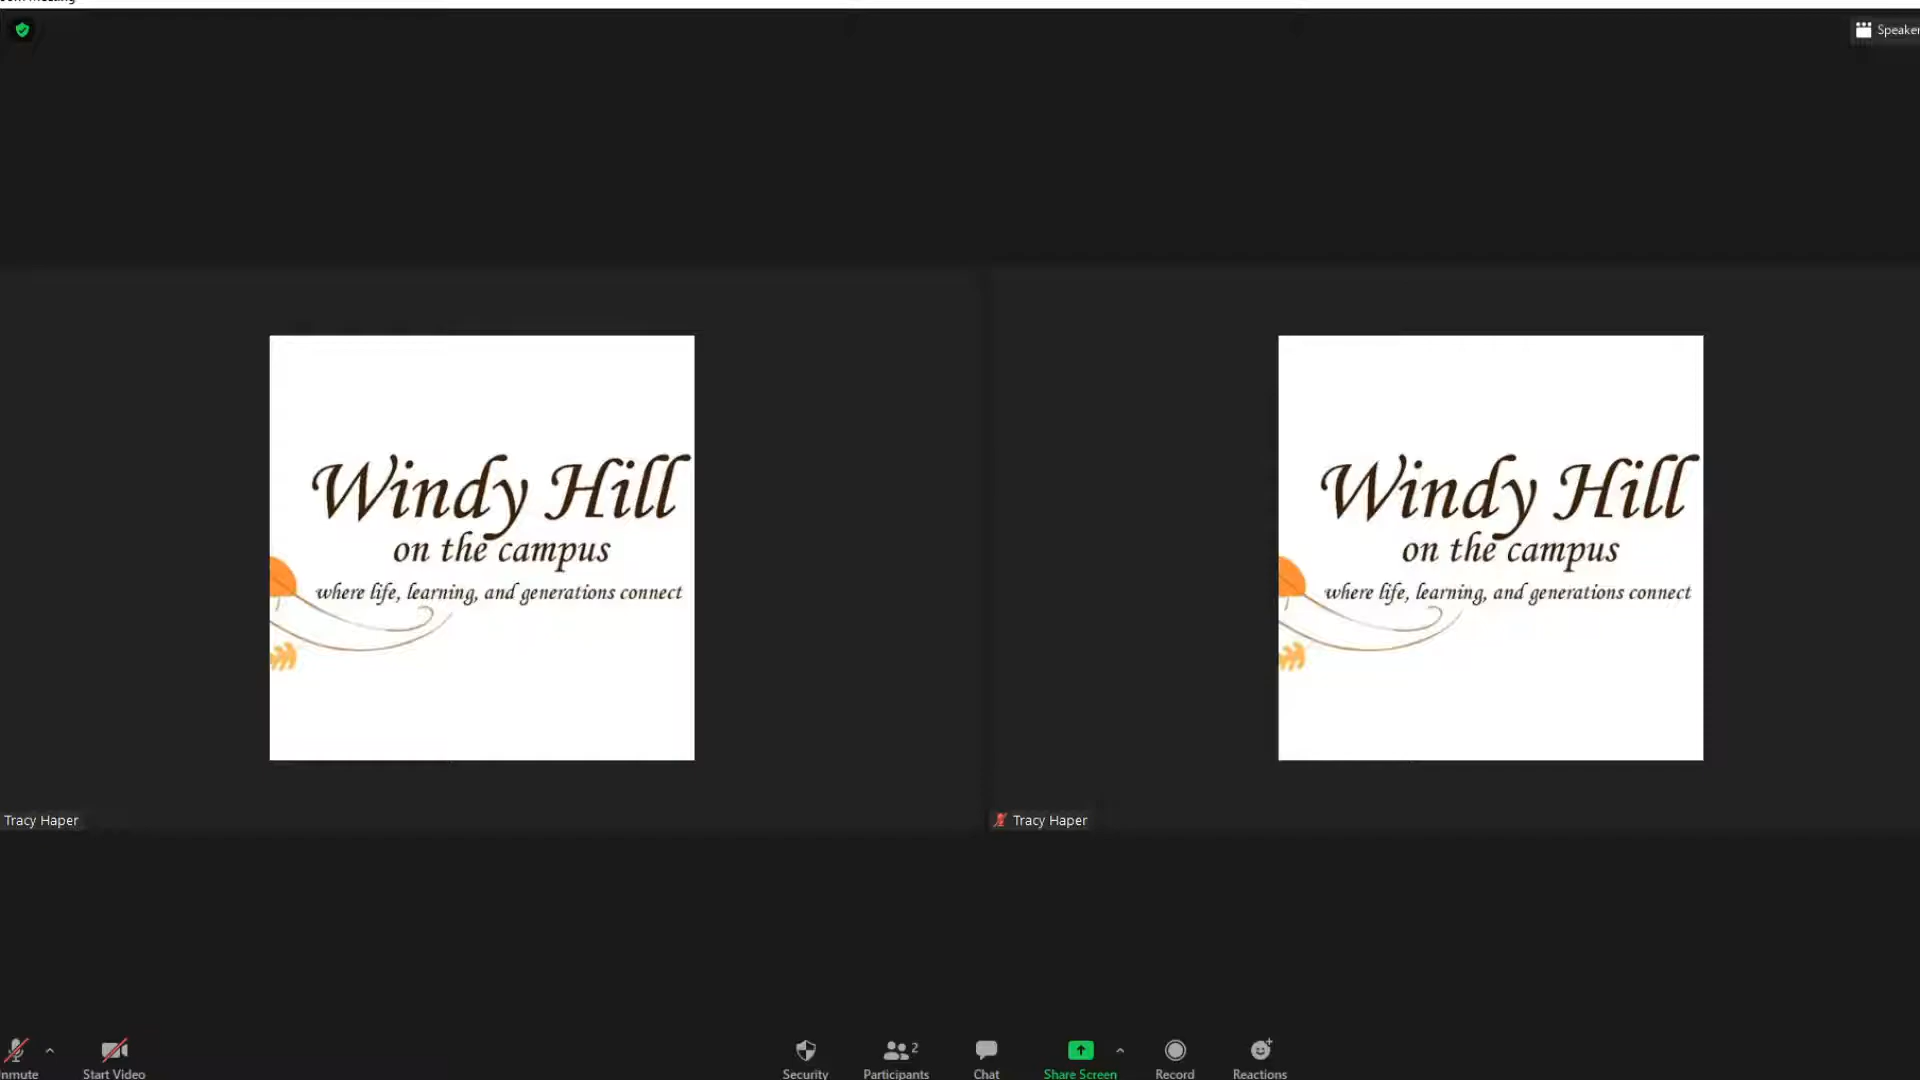 Speaker
Windy Hill
on the campus
where life, learning, and generations connect
Windy Hill
on the campus
where life, learning, and generations connect
Tracy Haper
Tracy Haper
nmute
Start Video
Security
Participants
2
Chat
Share Screen
Record
Reactions